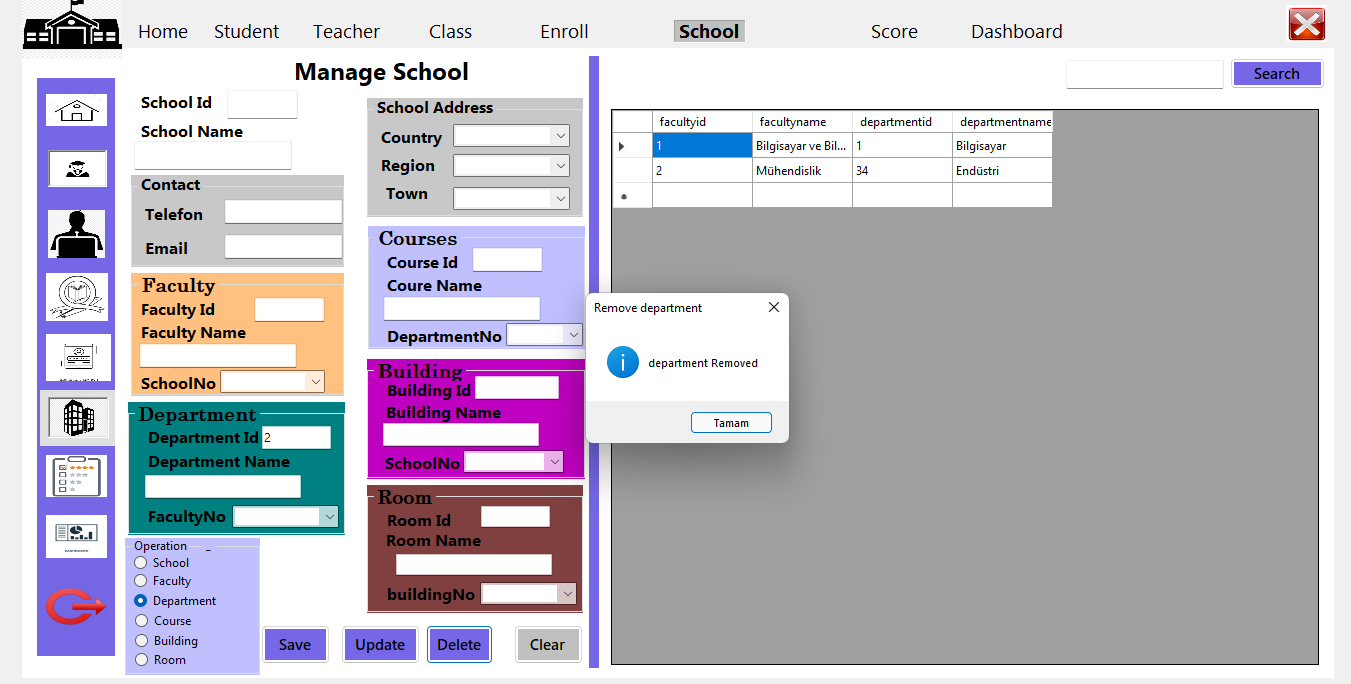 Home Student Teacher Class Enroll School Score Dashboard
Manage School
Search
School Id
School Name
Contact
Telefon
Email
School Address
Country
Region
Town
Faculty
Faculty Id
Faculty Name
SchoolNo
Courses
Course Id
Coure Name
DepartmentNo
Department
Department Id 2
Department Name
FacultyNo
Building
Building Id
Building Name
SchoolNo
Room
Room Id
Room Name
buildingNo
Operation
School
Faculty
Department
Course
Building
Room
Save Update Delete Clear
factultyid factultyname departmentid departmentname
1 Bilgisayar ve Bil... 1 Bilgisayar
2 Mühendislik 34 Endüstri
Remove department
department Removed
Tamam